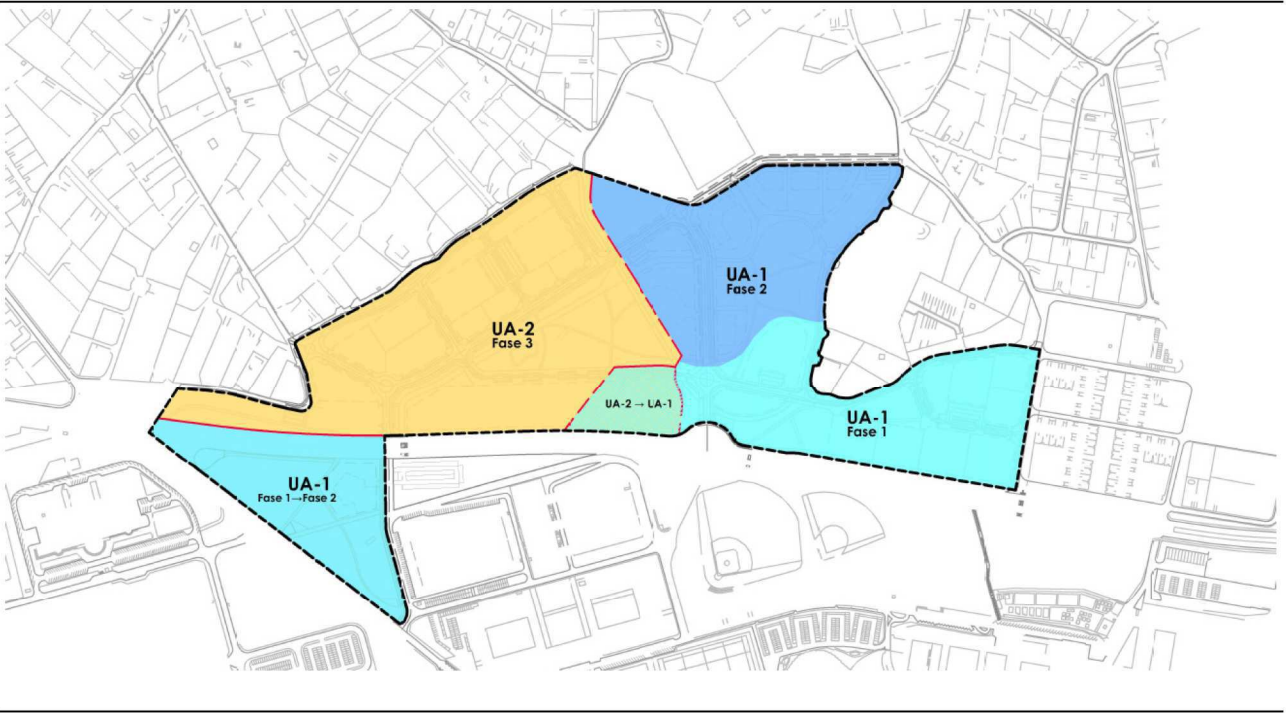 UA-1
Fase 2
UA-2
Fase 3
UA-2 → UA-1
UA-1
Fase 1
UA-1
Fase 1→Fase 2